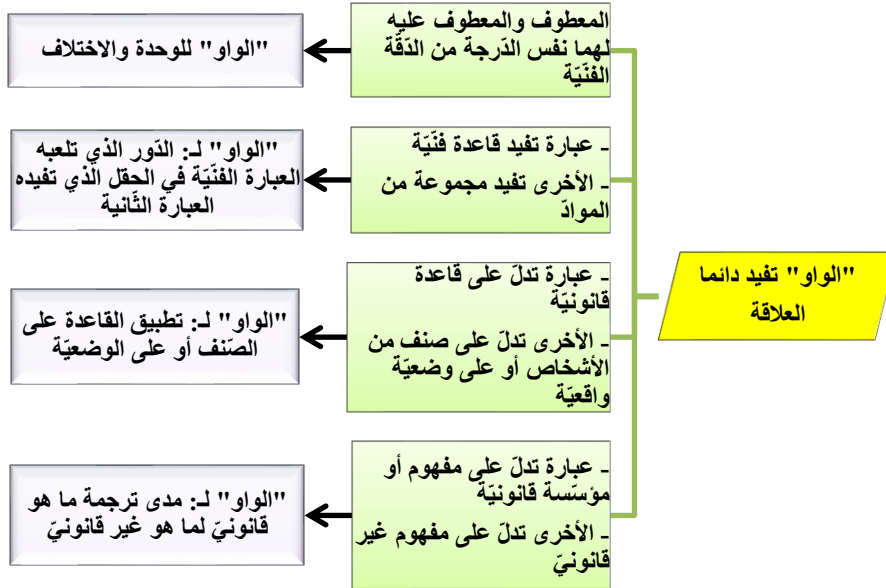 "الواو" تفيد دائما
العلاقة
المعطوف والمعطوف عليه
لهما نفس الدّرجة من الدّقّة
الفنّيّة
"الواو" للوحدة والاختلاف
- عبارة تفيد قاعدة فنّيّة
- الأخرى تفيد مجموعة من
الموادّ
"الواو" لـ: الدّور الذي تلعبه
العبارة الفنّيّة في الحقل الذي تفيده
العبارة الثّانية
- عبارة تدلّ على قاعدة
قانونيّة
- الأخرى تدلّ على صنف من
الأشخاص أو على وضعيّة
واقعيّة
"الواو" لـ: تطبيق القاعدة على
الصّنف أو على الوضعيّة
- عبارة تدلّ على مفهوم أو
مؤسّسة قانونيّة
- الأخرى تدلّ على مفهوم غير
قانونيّ
"الواو" لـ: مدى ترجمة ما هو
قانونيّ لما هو غير قانونيّ